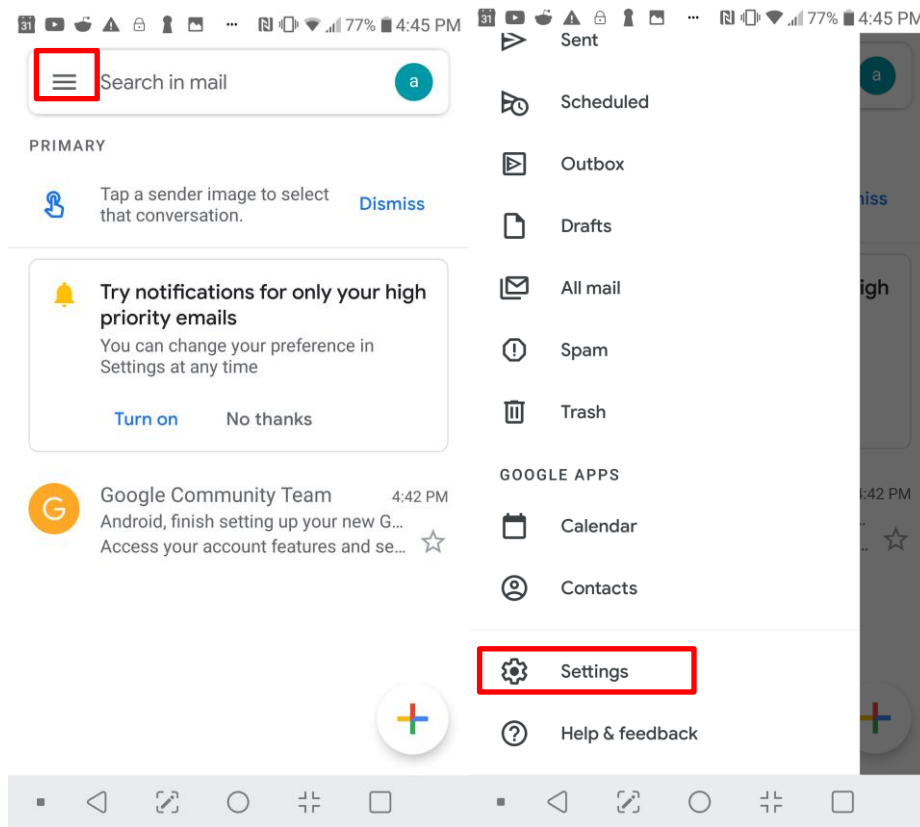 31 77% 4:45 PM
Search in mail
a
PRIMARY
Tap a sender image to select
that conversation.
Dismiss
Try notifications for only your high
priority emails
You can change your preference in
Settings at any time
Turn on No thanks
G
Google Community Team 4:42 PM
Android, finish setting up your new G...
Access your account features and se...
31 77% 4:45 PM
Sent
a
Scheduled
Outbox
niss
Drafts
All mail
igh
Spam
Trash
GOOGLE APPS
4:42 PM
Calendar
..
Contacts
Settings
Help & feedback